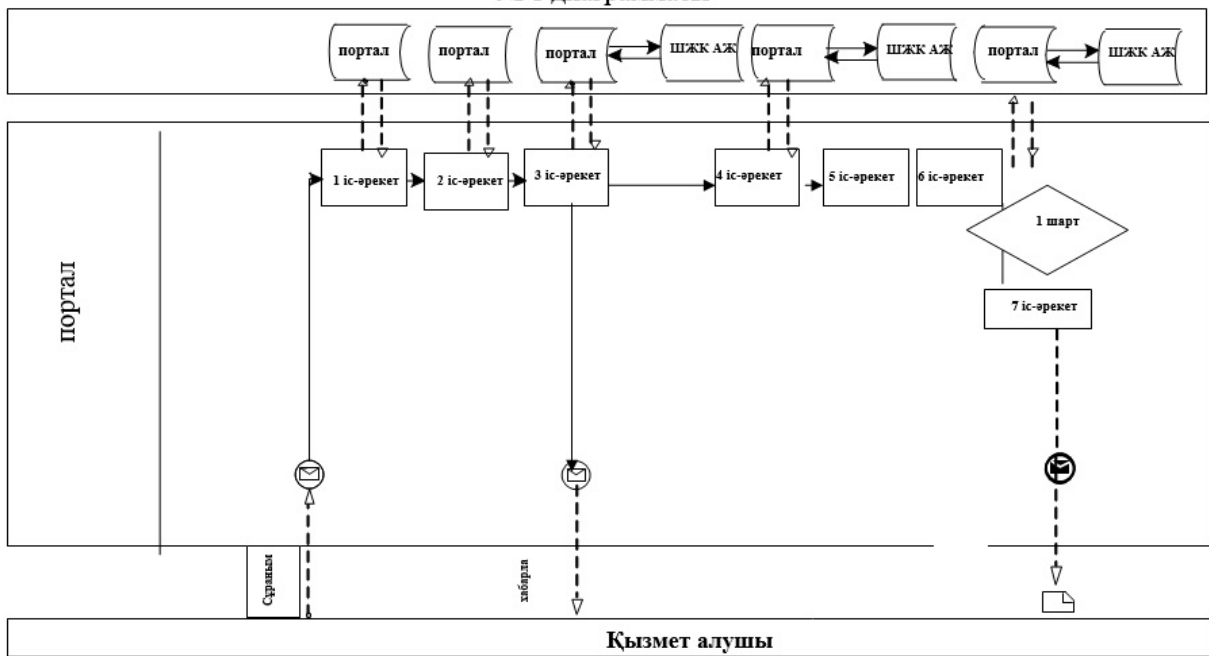 портал
портал
портал
ШЖК АЖ
портал
ШЖК АЖ
портал
ШЖК АЖ
1 іс-әрекет
2 іс-әрекет
3 іс-әрекет
4 іс-әрекет
5 іс-әрекет
6 іс-әрекет
1 шарт
7 іс-әрекет
портал
Сұраным
хабарла
Қызмет алушы